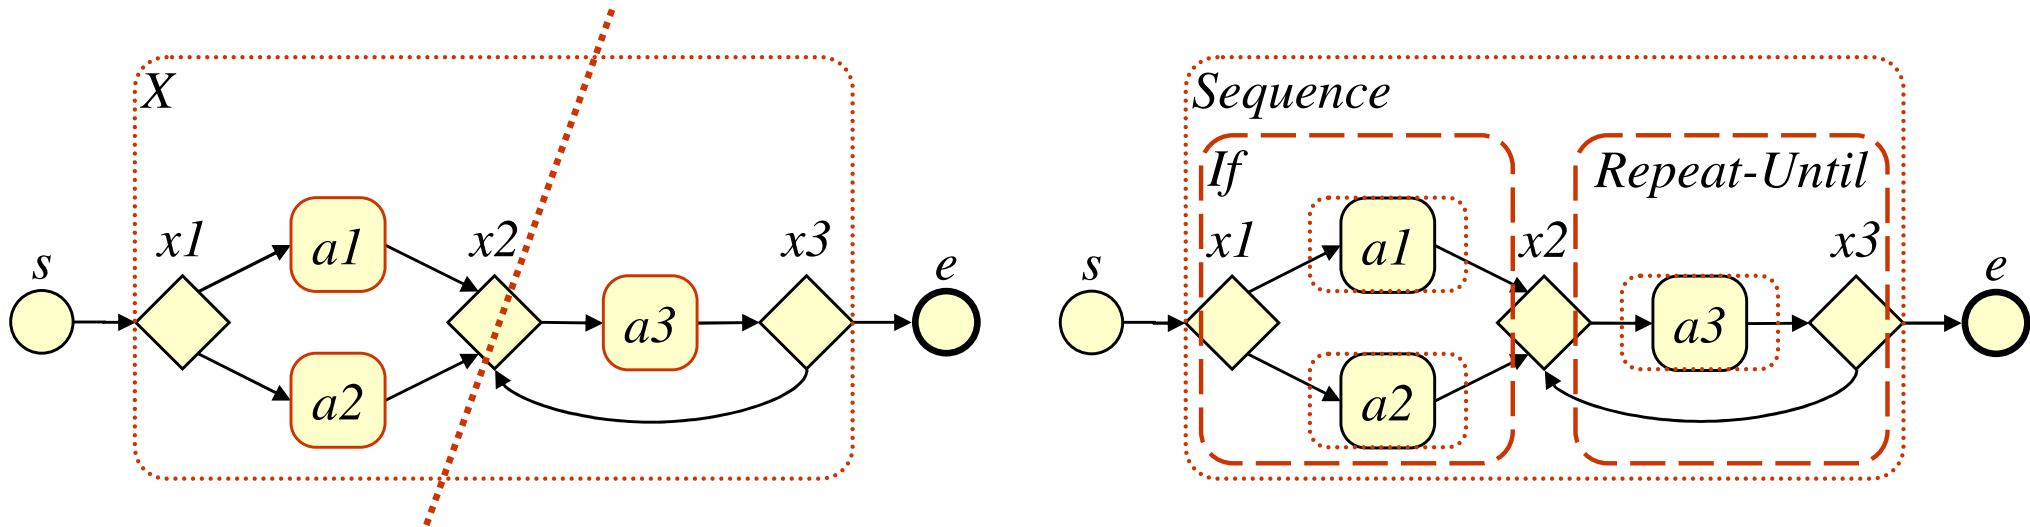 X
s
x1
a1
a2
x2
a3
x3
e
Sequence
If
Repeat-Until
s
x1
a1
a2
x2
a3
x3
e